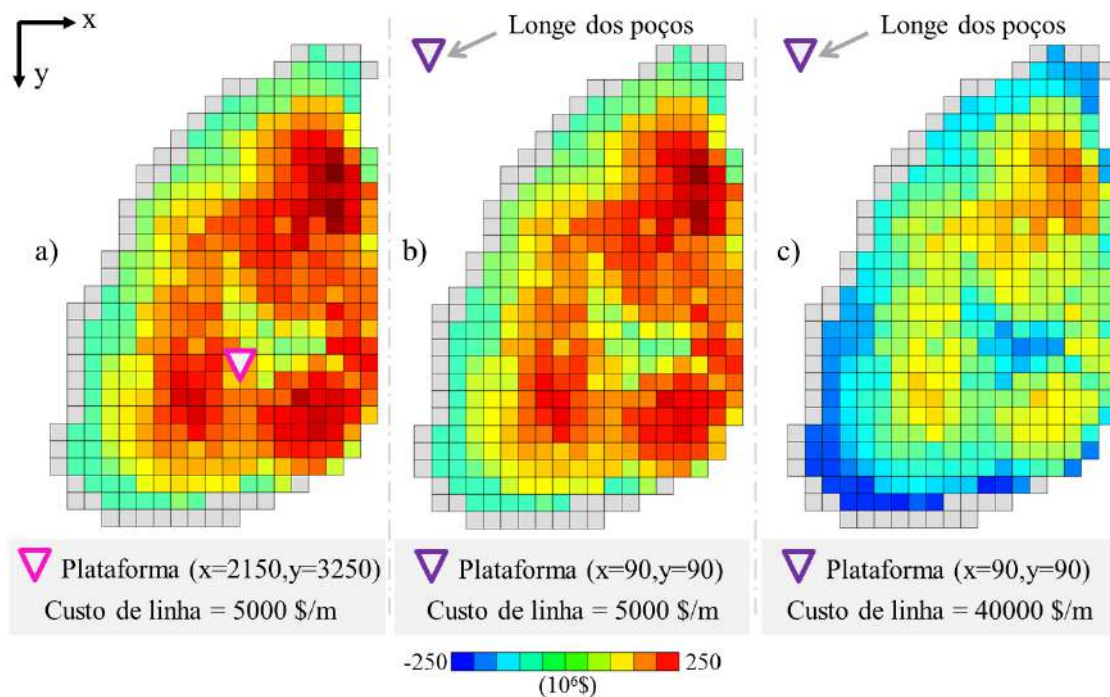 x
y
Longe dos poços
Longe dos poços
a)
b)
c)
Plataforma (x=2150,y=3250)
Custo de linha = 5000 $/m
Plataforma (x=90,y=90)
Custo de linha = 5000 $/m
Plataforma (x=90,y=90)
Custo de linha = 40000 $/m
-250 250
(10⁶$)